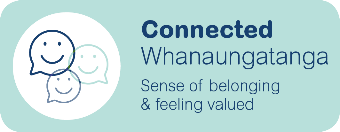 Connected
Whanaungatanga
Sense of belonging
& feeling valued